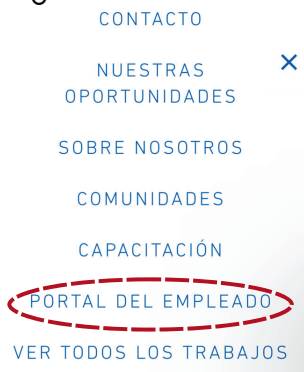 CONTACTO
NUESTRAS
OPORTUNIDADES
SOBRE NOSOTROS
COMUNIDADES
CAPACITACIÓN
PORTAL DEL EMPLEADO
VER TODOS LOS TRABAJOS